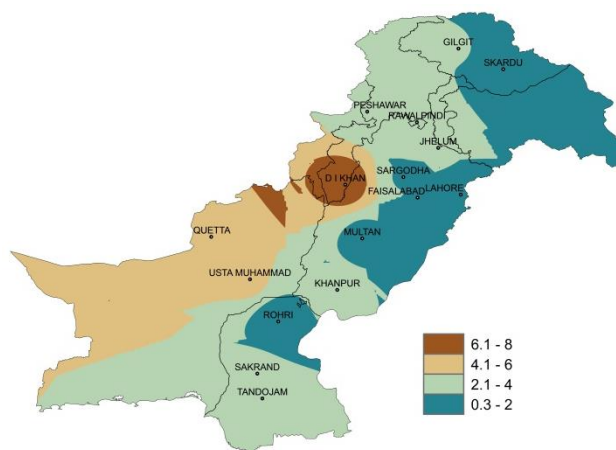 GILGIT
SKARDU
PESHAWAR
RAWALPINDI
JHBLUM
D I KHAN
SARGODHA
FAISALABAD
LAHORE
QUETTA
MULTAN
USTA MUHAMMAD
KHANPUR
ROHRI
SAKRAND
TANDOJAM
6.1 - 8
4.1 - 6
2.1 - 4
0.3 - 2